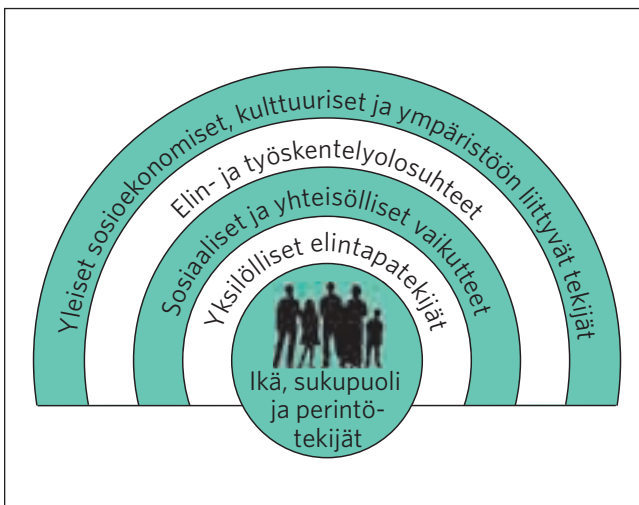 Yleiset sosioekonomiset, kulttuuriset ja ympäristöön liittyvät tekijät
Elin- ja työskentelyolosuhteet
Sosiaaliset ja yhteisölliset vaikutteet
Yksilölliset elintapatekijät
Ikä, sukupuoli
ja perintö-
tekijät